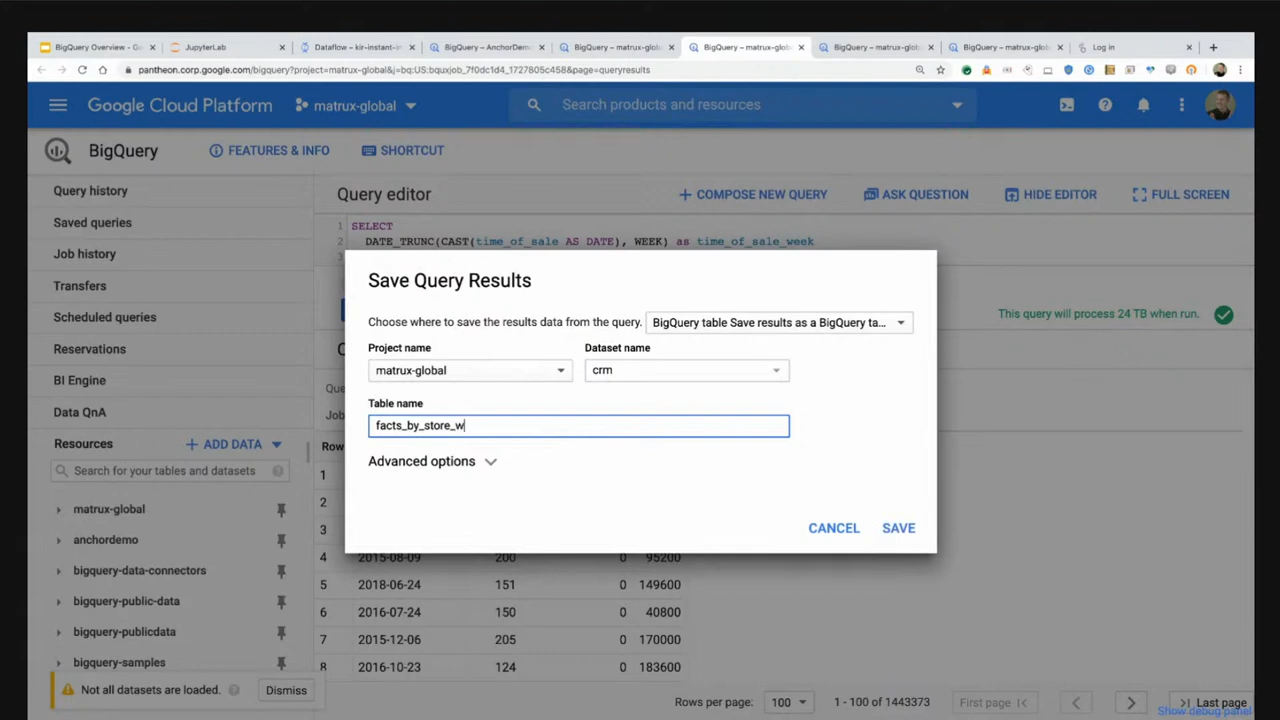 BigQuery Overview - G
JupyterLab
Dataflow – kir-instant-in
BigQuery – AnchorDem
BigQuery – matrux-glob
BigQuery – matrux-glob
BigQuery – matrux-glob
BigQuery – matrux-glob
Log in
pantheon.corp.google.com/bigquery?project=matrux-global&j=bq:US:bquxjob_7f0dc1d4_1727805c458&page=queryresults
Google Cloud Platform
matrux-global
Search products and resources
BigQuery
FEATURES & INFO
SHORTCUT
Query history
Saved queries
Job history
Transfers
Scheduled queries
Reservations
BI Engine
Data QnA
Resources
+ ADD DATA
Search for your tables and datasets
matrux-global
anchordemo
bigquery-data-connectors
bigquery-public-data
bigquery-publicdata
bigquery-samples
Not all datasets are loaded.
Dismiss
Query editor
+ COMPOSE NEW QUERY
ASK QUESTION
HIDE EDITOR
FULL SCREEN
1 SELECT
2 DATE_TRUNC(CAST(time_of_sale AS DATE), WEEK) as time_of_sale_week
This query will process 24 TB when run.
Save Query Results
Choose where to save the results data from the query.
BigQuery table Save results as a BigQuery ta...
Project name
Dataset name
matrux-global
crm
Table name
facts_by_store_w
Advanced options
CANCEL
SAVE
Que
Job
Row
1
2
3
4 2015-08-09 200 0 95200
5 2018-06-24 151 0 149600
6 2016-07-24 150 0 40800
7 2015-12-06 205 0 170000
8 2016-10-23 124 0 183600
Rows per page: 100 1 - 100 of 1443373 First page Last page
Show debug panel